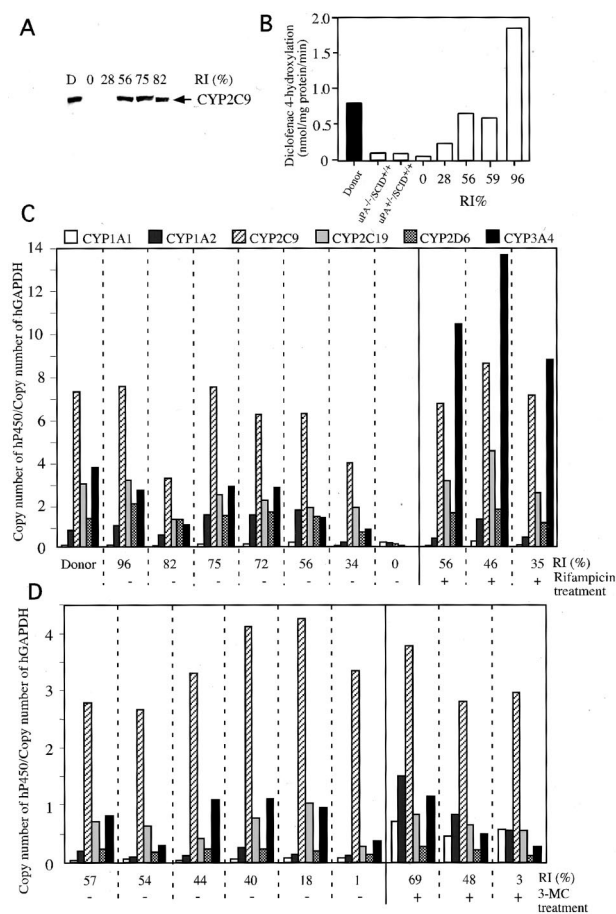 A
D 0 28 56 75 82 RI (%)
CYP2C9
B
Diclofenac 4-hydroxylation
(nmol/mg protein/min)
2.0
1.5
1.0
0.5
0
Donor
uPA-/-/SCID+/+
uPA+/-/SCID+/+
0 28 56 59 96
RI%
C
CYP1A1 CYP1A2 CYP2C9 CYP2C19 CYP2D6 CYP3A4
Copy number of hP450/Copy number of hGAPDH
14
12
10
8
6
4
2
0
Donor 96 82 75 72 56 34 0 56 46 35 RI (%)
- - - - - - - + + + Rifampicin
treatment
D
Copy number of hP450/Copy number of hGAPDH
4
3
2
1
0
57 54 44 40 18 1 69 48 3 RI (%)
- - - - - - + + + 3-MC
treatment